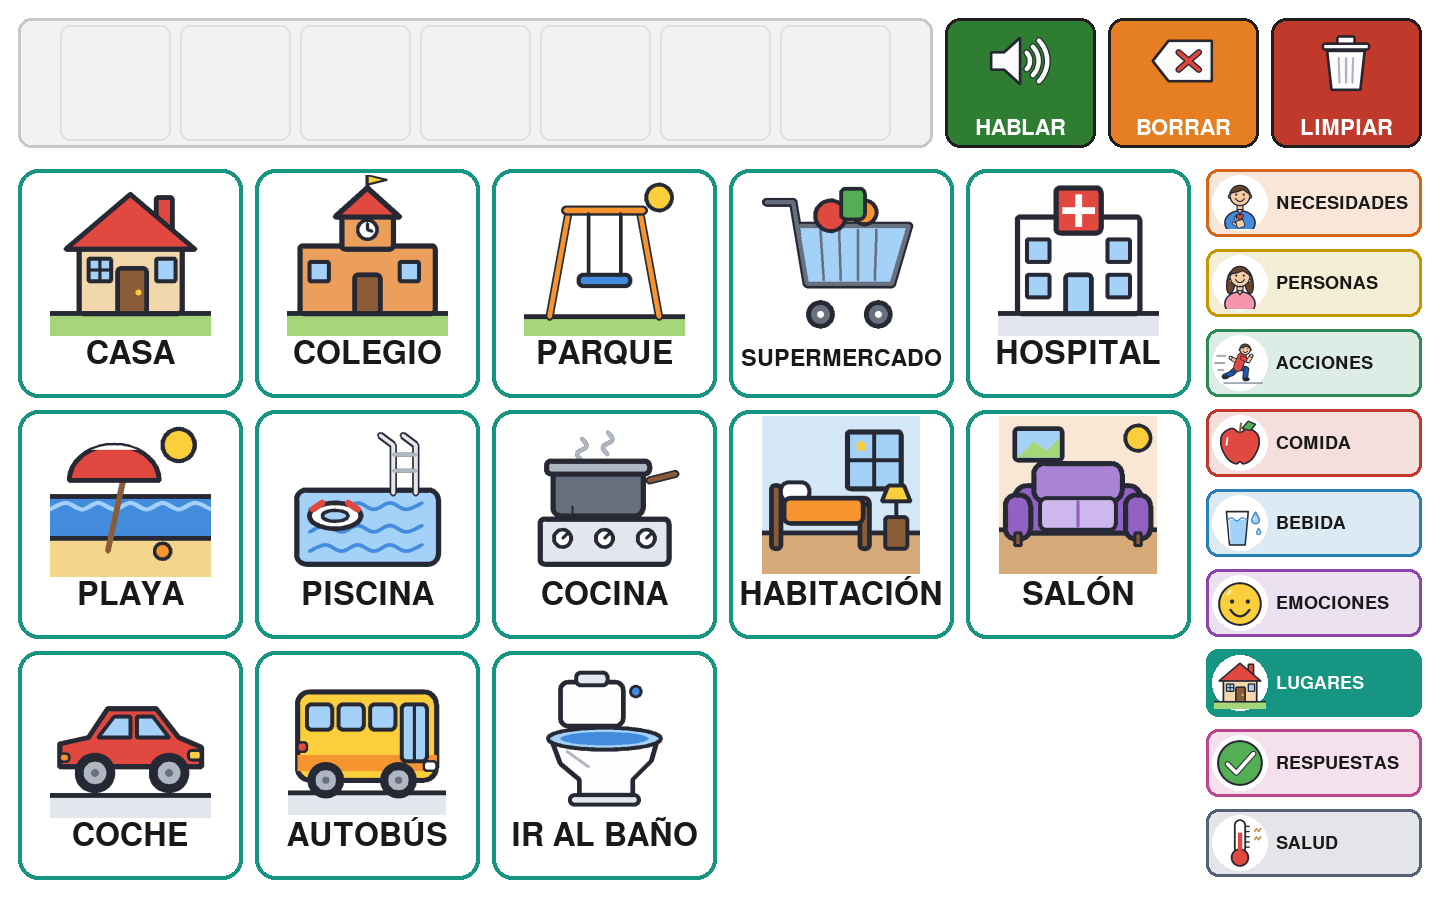 HABLAR
BORRAR
LIMPIAR
CASA
COLEGIO
PARQUE
SUPERMERCADO
HOSPITAL
PLAYA
PISCINA
COCINA
HABITACIÓN
SALÓN
COCHE
AUTOBÚS
IR AL BAÑO
NECESIDADES
PERSONAS
ACCIONES
COMIDA
BEBIDA
EMOCIONES
LUGARES
RESPUESTAS
SALUD